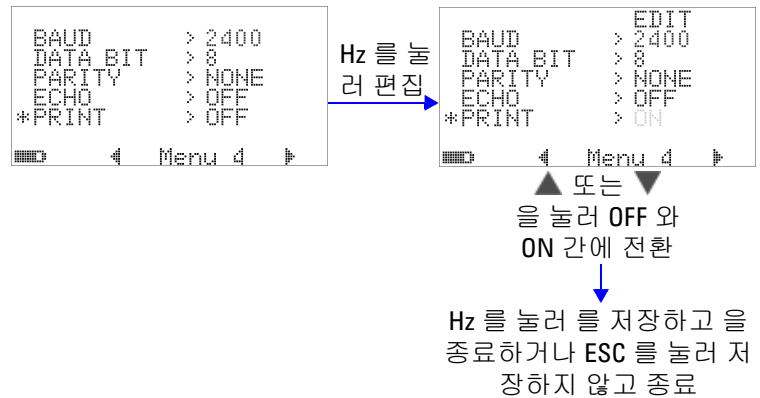 BAUD > 2400
DATA BIT > 8
PARITY > NONE
ECHO > OFF
*PRINT > OFF
Menu 4
Hz 를 눌
러 편집
EDIT
BAUD > 2400
DATA BIT > 8
PARITY > NONE
ECHO > OFF
*PRINT > ON
Menu 4
▲ 또는 ▼
을 눌러 OFF 와
ON 간에 전환
Hz 를 눌러 를 저장하고 을
종료하거나 ESC 를 눌러 저
장하지 않고 종료